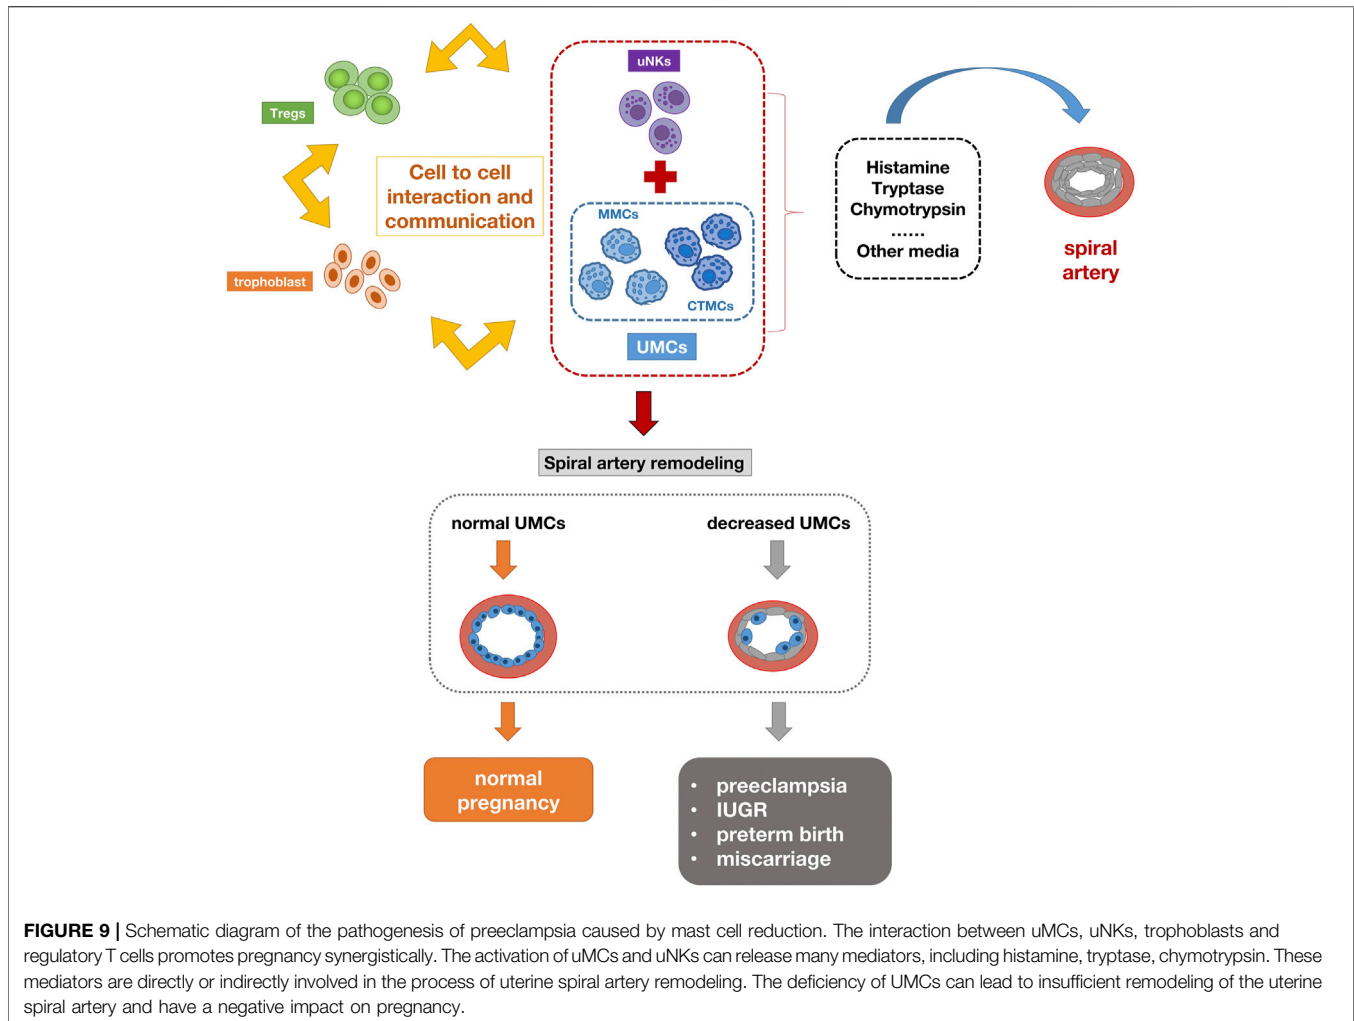 uNKs
Tregs
Cell to cell
interaction and
communication
trophoblast
MMCs
CTMCs
UMCs
Histamine
Tryptase
Chymotrypsin
......
Other media
spiral
artery
Spiral artery remodeling
normal UMCs
decreased UMCs
normal
pregnancy
• preeclampsia
• IUGR
• preterm birth
• miscarriage
FIGURE 9 | Schematic diagram of the pathogenesis of preeclampsia caused by mast cell reduction. The interaction between uMCs, uNKs, trophoblasts and
regulatory T cells promotes pregnancy synergistically. The activation of uMCs and uNKs can release many mediators, including histamine, tryptase, chymotrypsin. These
mediators are directly or indirectly involved in the process of uterine spiral artery remodeling. The deficiency of UMCs can lead to insufficient remodeling of the uterine
spiral artery and have a negative impact on pregnancy.